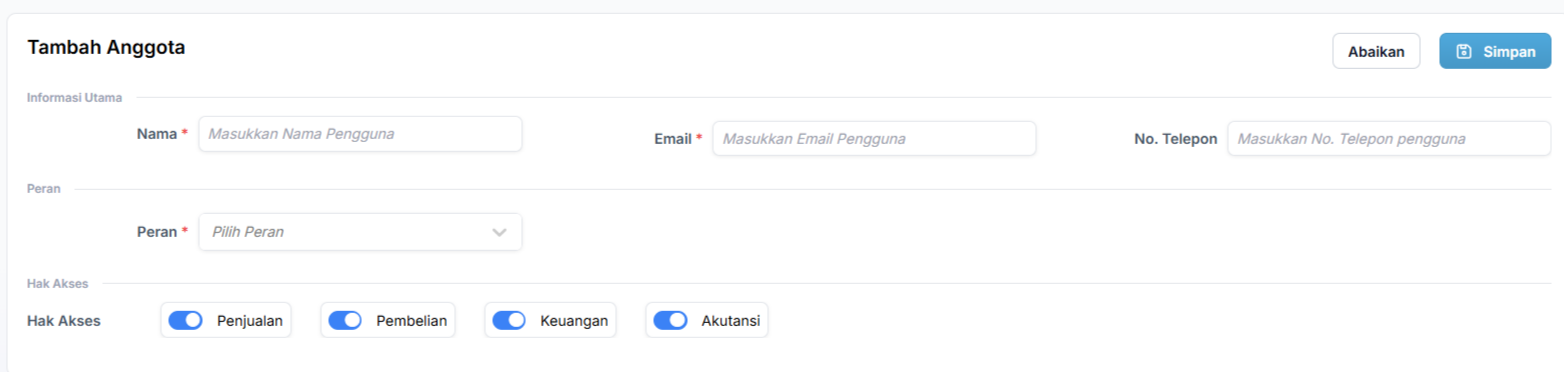 Tambah Anggota
Abaikan
Simpan
Informasi Utama
Nama * Masukkan Nama Pengguna
Email * Masukkan Email Pengguna
No. Telepon Masukkan No. Telepon pengguna
Peran
Peran * Pilih Peran
Hak Akses
Hak Akses Penjualan Pembelian Keuangan Akutansi